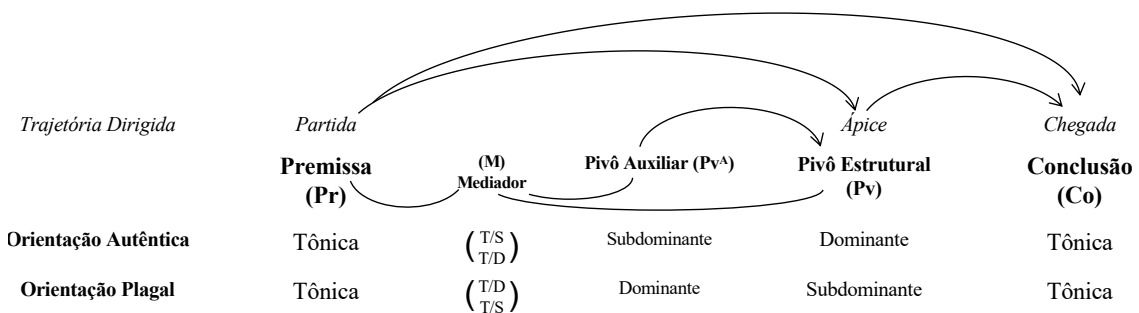 Trajetória Dirigida Partida Ápice Chegada
Premissa (M) Pivô Auxiliar (Pvᴬ) Pivô Estrutural Conclusão
(Pr) Mediador (Pv) (Co)
Orientação Autêntica Tônica (T/S T/D) Subdominante Dominante Tônica
Orientação Plagal Tônica (T/D T/S) Dominante Subdominante Tônica